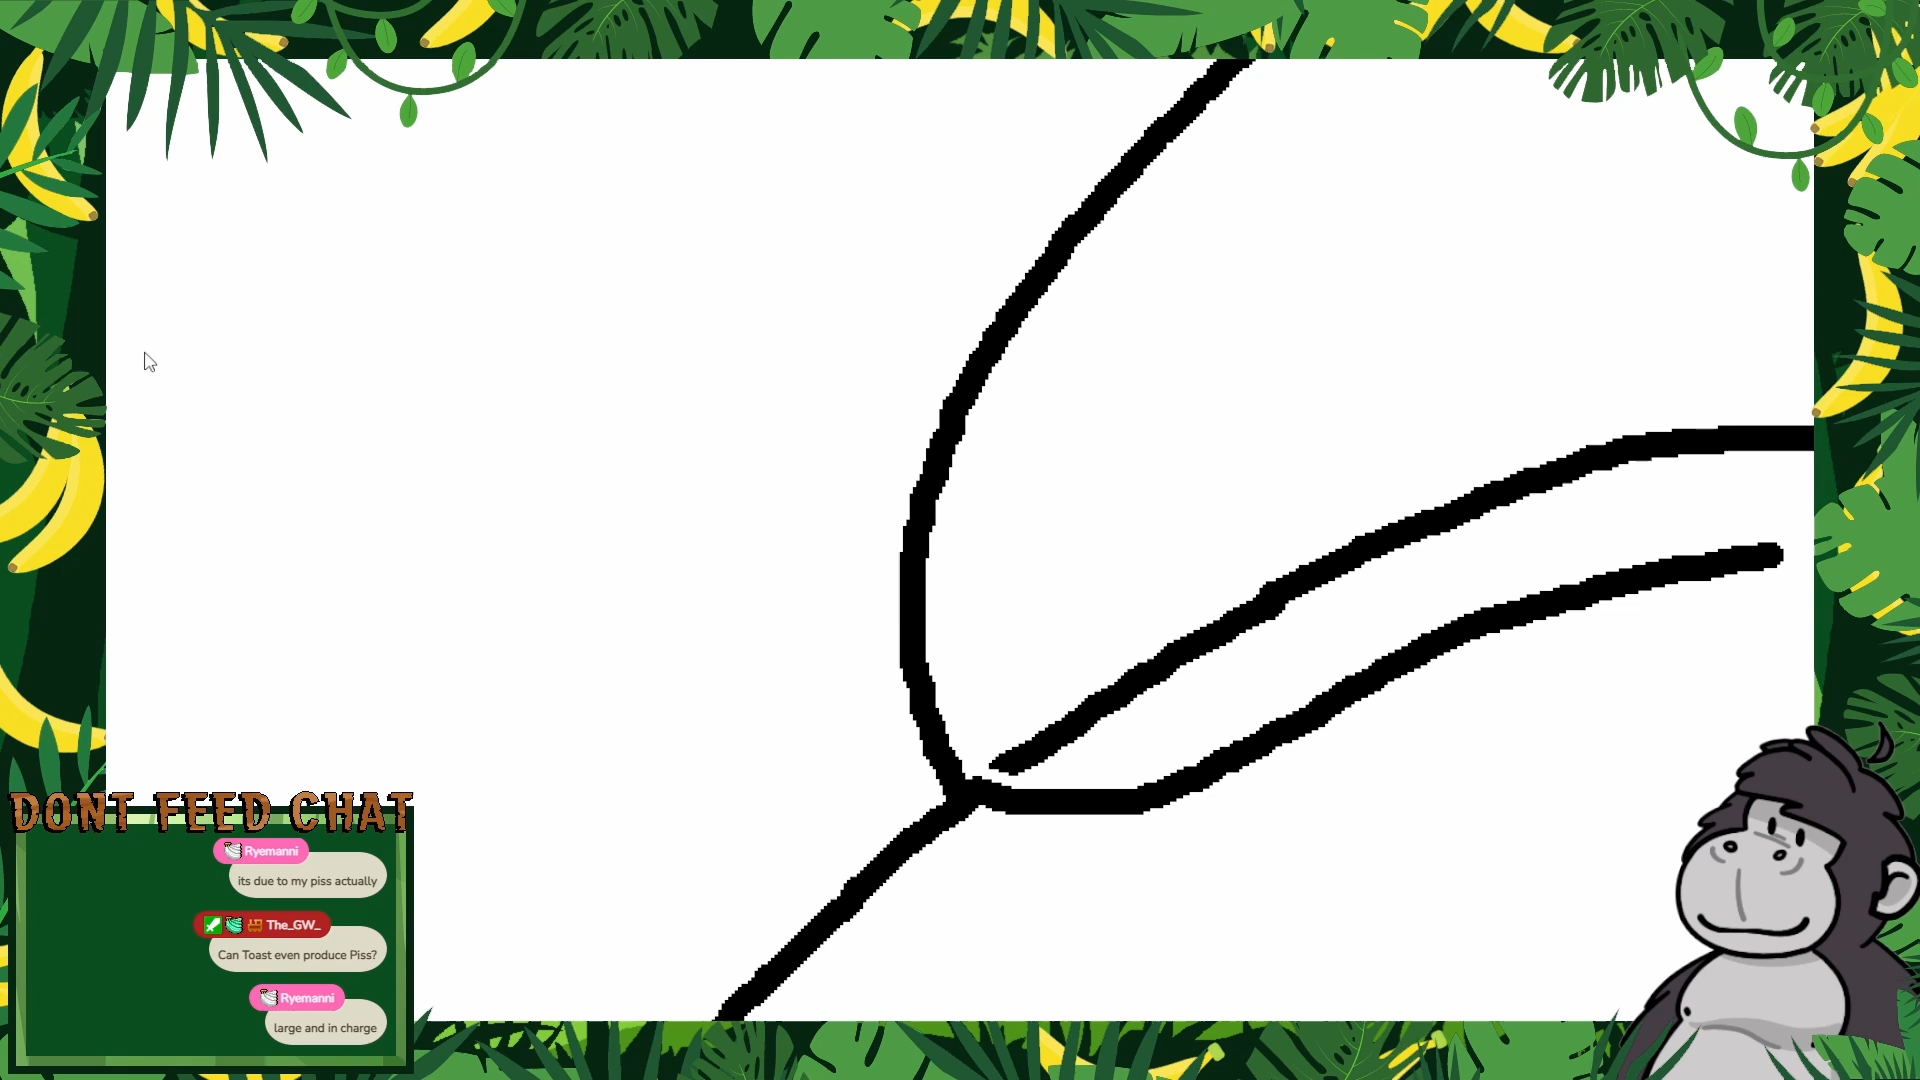 DONT FEED CHAT
Ryemanni
its due to my piss actually
The_GW_
Can Toast even produce Piss?
Ryemanni
large and in charge